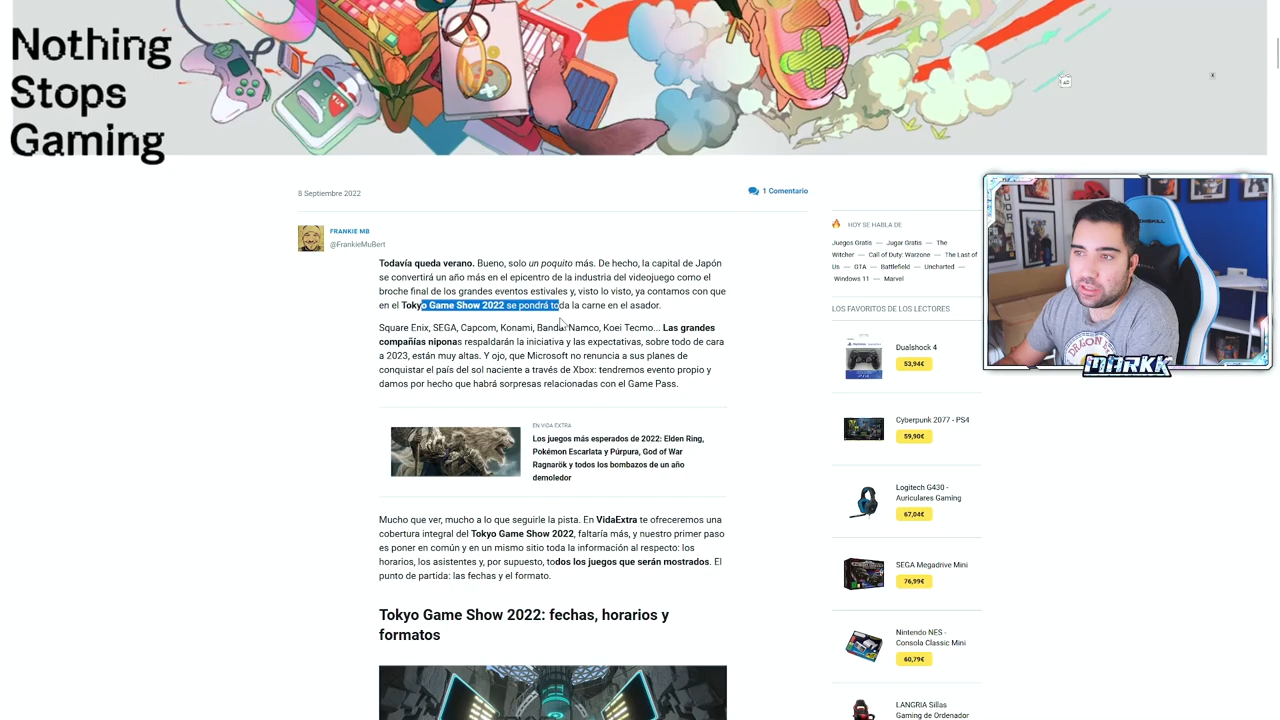 Nothing
Stops
Gaming
8 Septiembre 2022
1 Comentario
FRANKIE MB
@FrankieMuBert
Todavía queda verano. Bueno, solo un poquito más. De hecho, la capital de Japón
se convertirá un año más en el epicentro de la industria del videojuego como el
broche final de los grandes eventos estivales y, visto lo visto, ya contamos con que
en el Tokyo Game Show 2022 se pondrá toda la carne en el asador.
Square Enix, SEGA, Capcom, Konami, Bandai Namco, Koei Tecmo... Las grandes
compañías niponas respaldarán la iniciativa y las expectativas, sobre todo de cara
a 2023, están muy altas. Y ojo, que Microsoft no renuncia a sus planes de
conquistar el país del sol naciente a través de Xbox: tendremos evento propio y
damos por hecho que habrá sorpresas relacionadas con el Game Pass.
EN VIDA EXTRA
Los juegos más esperados de 2022: Elden Ring,
Pokémon Escarlata y Púrpura, God of War
Ragnarök y todos los bombazos de un año
demoledor
Mucho que ver, mucho a lo que seguirle la pista. En VidaExtra te ofreceremos una
cobertura integral del Tokyo Game Show 2022, faltaría más, y nuestro primer paso
es poner en común y en un mismo sitio toda la información al respecto: los
horarios, los asistentes y, por supuesto, todos los juegos que serán mostrados. El
punto de partida: las fechas y el formato.
Tokyo Game Show 2022: fechas, horarios y
formatos
HOY SE HABLA DE
Juegos Gratis — Jugar Gratis — The
Witcher — Call of Duty: Warzone — The Last of
Us — GTA — Battlefield — Uncharted —
Windows 11 — Marvel
LOS FAVORITOS DE LOS LECTORES
Dualshock 4
53,94€
Cyberpunk 2077 - PS4
59,90€
Logitech G430 -
Auriculares Gaming
67,04€
SEGA Megadrive Mini
76,99€
Nintendo NES -
Consola Classic Mini
60,79€
LANGRIA Sillas
Gaming de Ordenador
MARKK